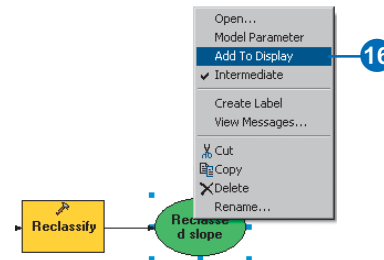 Open...
Model Parameter
Add To Display
16
Intermediate
Create Label
View Messages...
Cut
Copy
Delete
Rename...
Reclassify
Reclasse
d slope